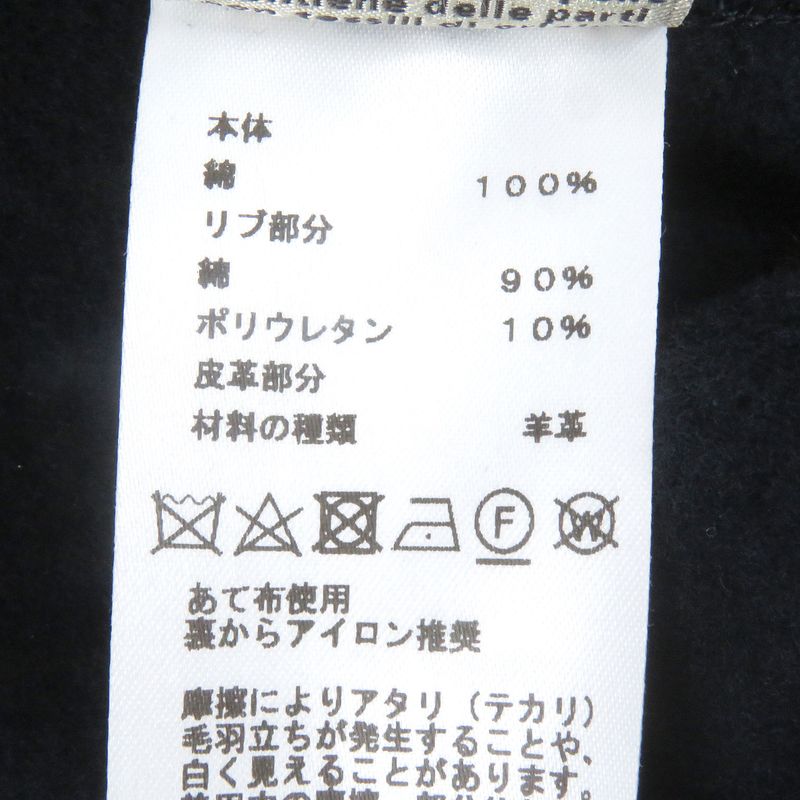 delle parti
本体
綿 100%
リブ部分
綿 90%
ポリウレタン 10%
皮革部分
材料の種類 羊革
F W
あて布使用
裏からアイロン推奨
摩擦によりアタリ(テカリ)
毛羽立ちが発生することや、
白く見えることがあります。